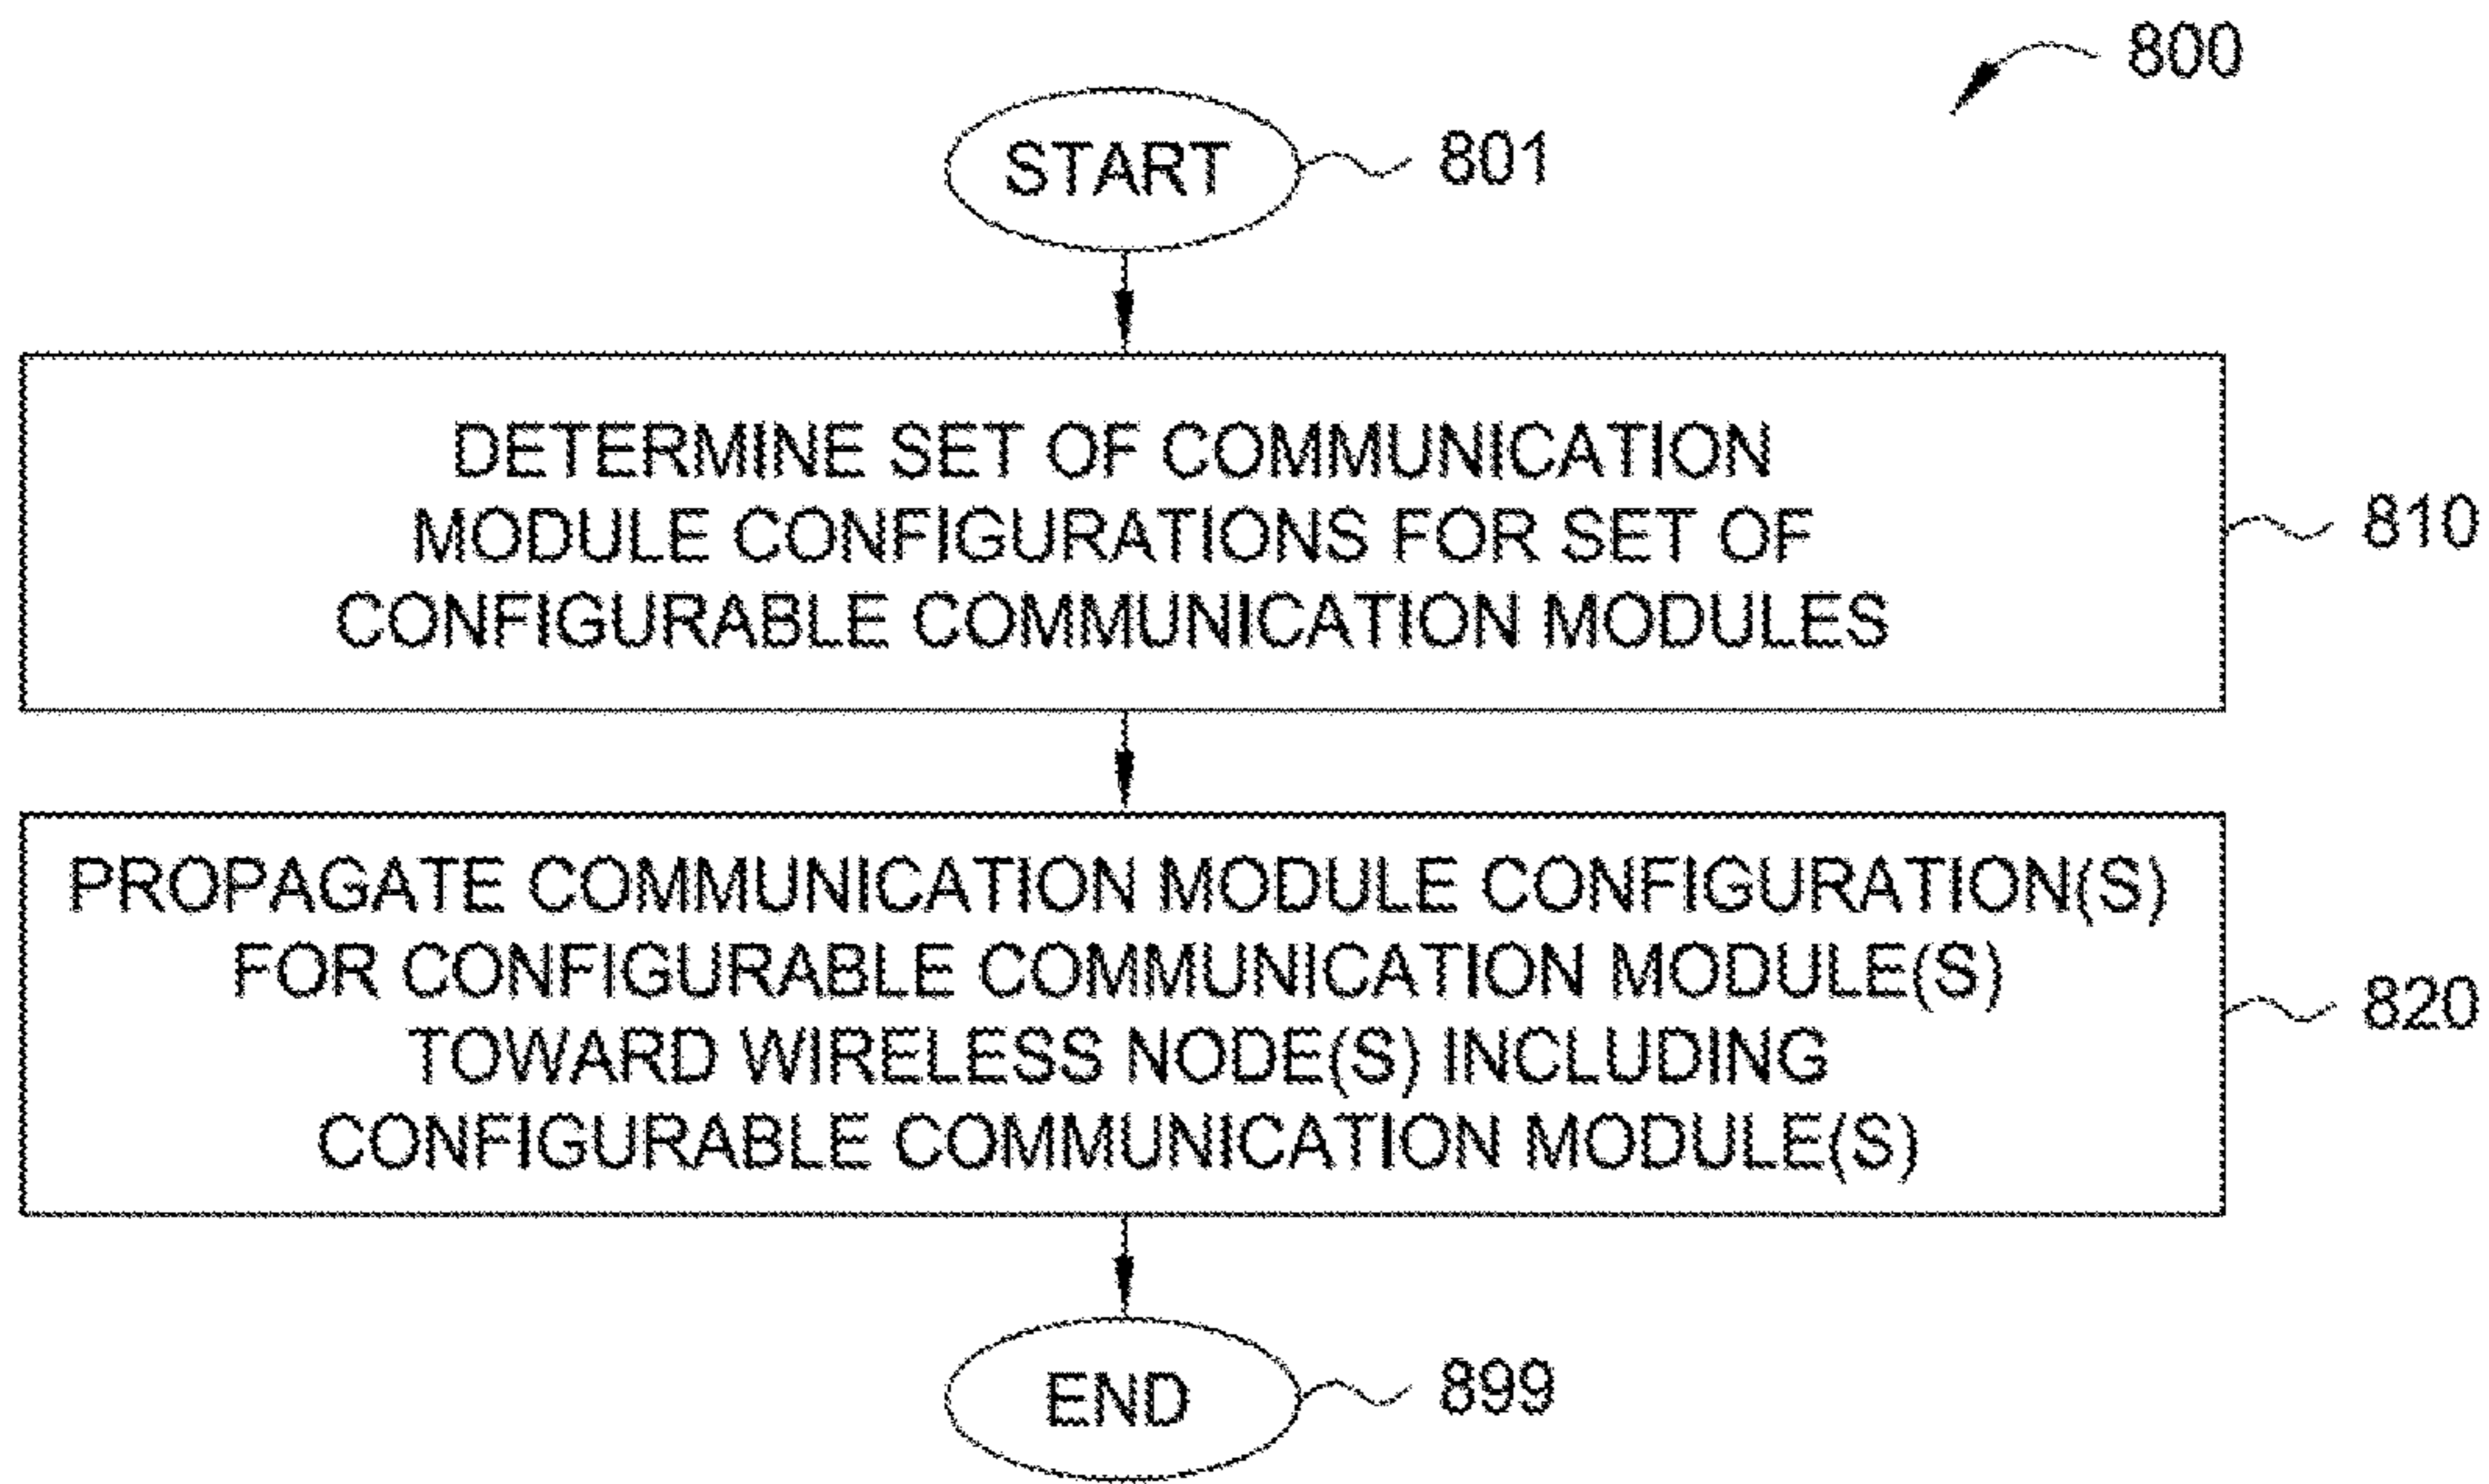 800
START
801
DETERMINE SET OF COMMUNICATION
MODULE CONFIGURATIONS FOR SET OF
CONFIGURABLE COMMUNICATION MODULES
810
PROPAGATE COMMUNICATION MODULE CONFIGURATION(S)
FOR CONFIGURABLE COMMUNICATION MODULE(S)
TOWARD WIRELESS NODE(S) INCLUDING
CONFIGURABLE COMMUNICATION MODULE(S)
820
END
899